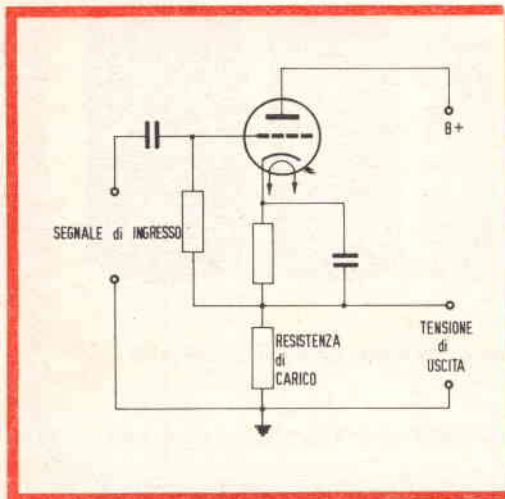 B+
SEGNALE di INGRESSO
RESISTENZA
di
CARICO
TENSIONE
di
USCITA